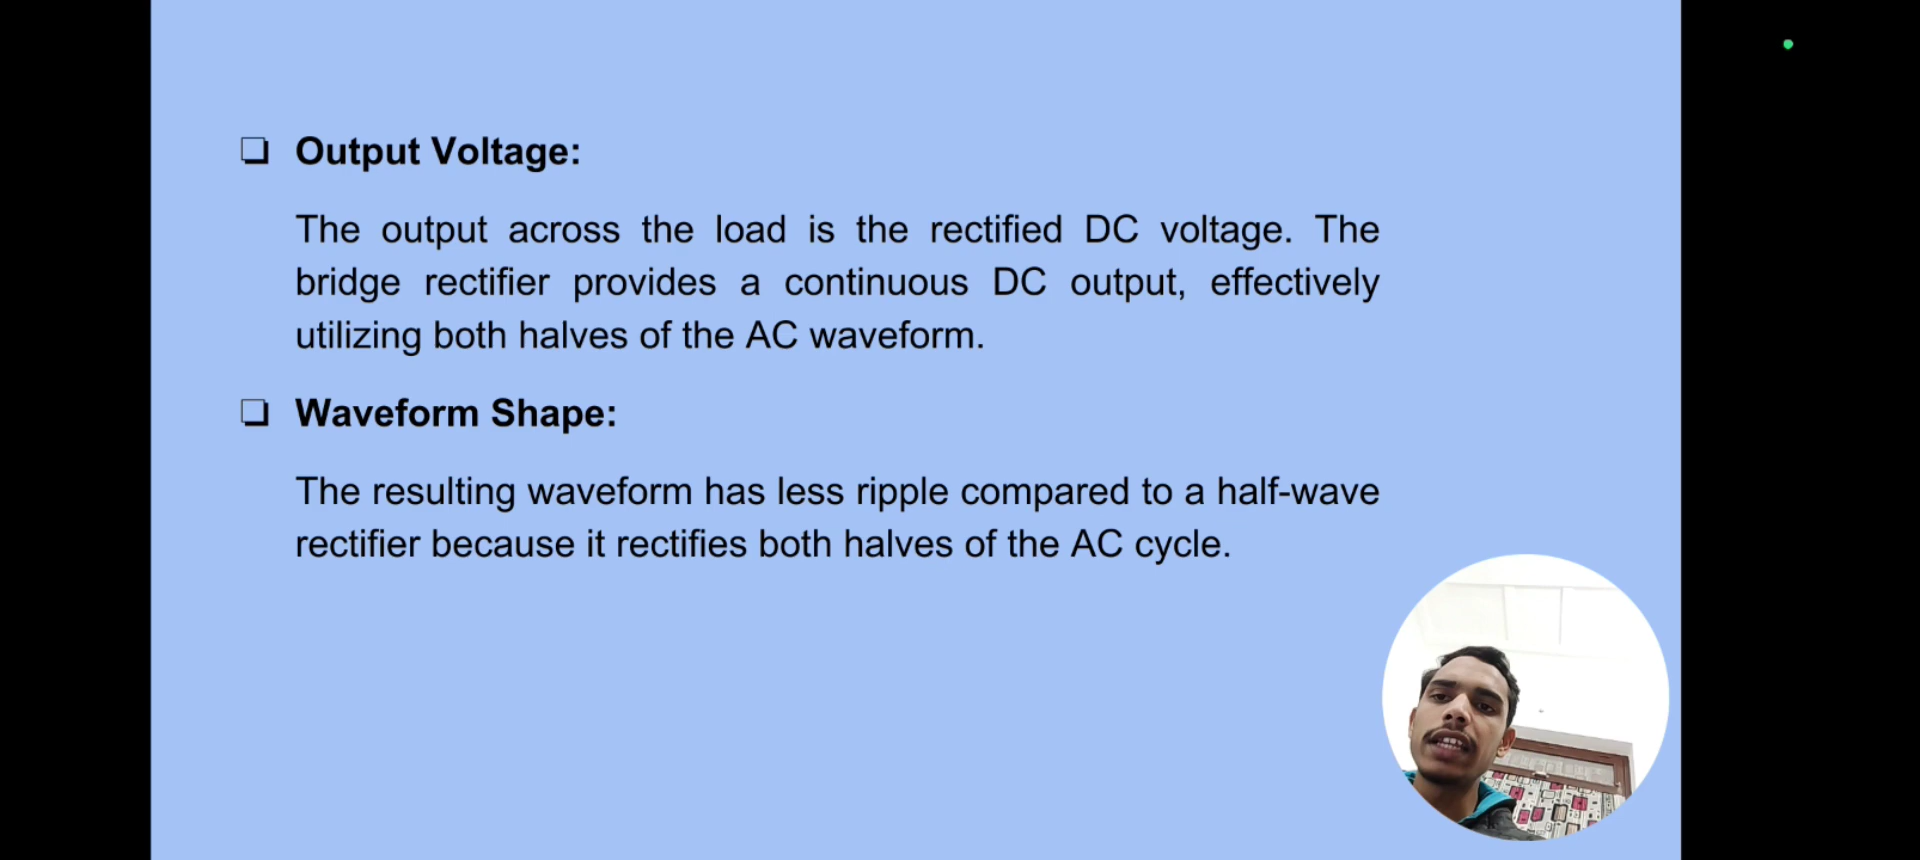 ❏ Output Voltage:
The output across the load is the rectified DC voltage. The
bridge rectifier provides a continuous DC output, effectively
utilizing both halves of the AC waveform.
❏ Waveform Shape:
The resulting waveform has less ripple compared to a half-wave
rectifier because it rectifies both halves of the AC cycle.